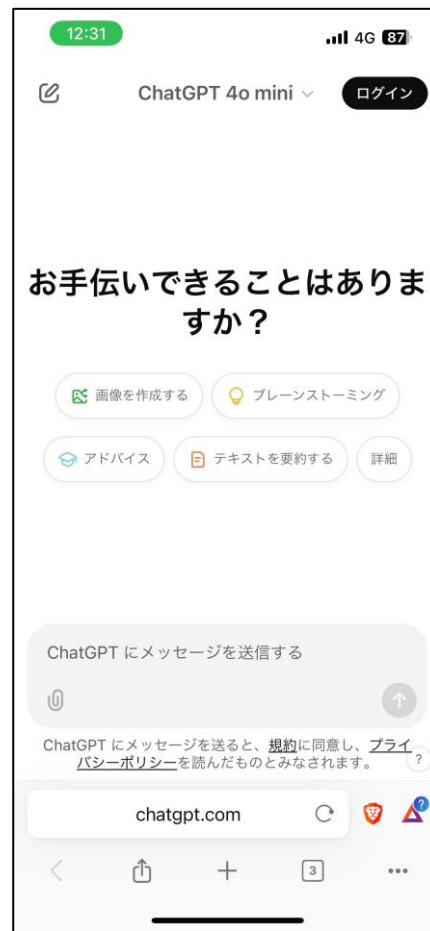 12:31
4G 87
ChatGPT 4o mini
ログイン
お手伝いできることはありま
すか？
画像を作成する
ブレーンストーミング
アドバイス
テキストを要約する
詳細
ChatGPT にメッセージを送信する
ChatGPT にメッセージを送ると、規約に同意し、プライ
バシーポリシーを読んだものとみなされます。
?
chatgpt.com
?
3